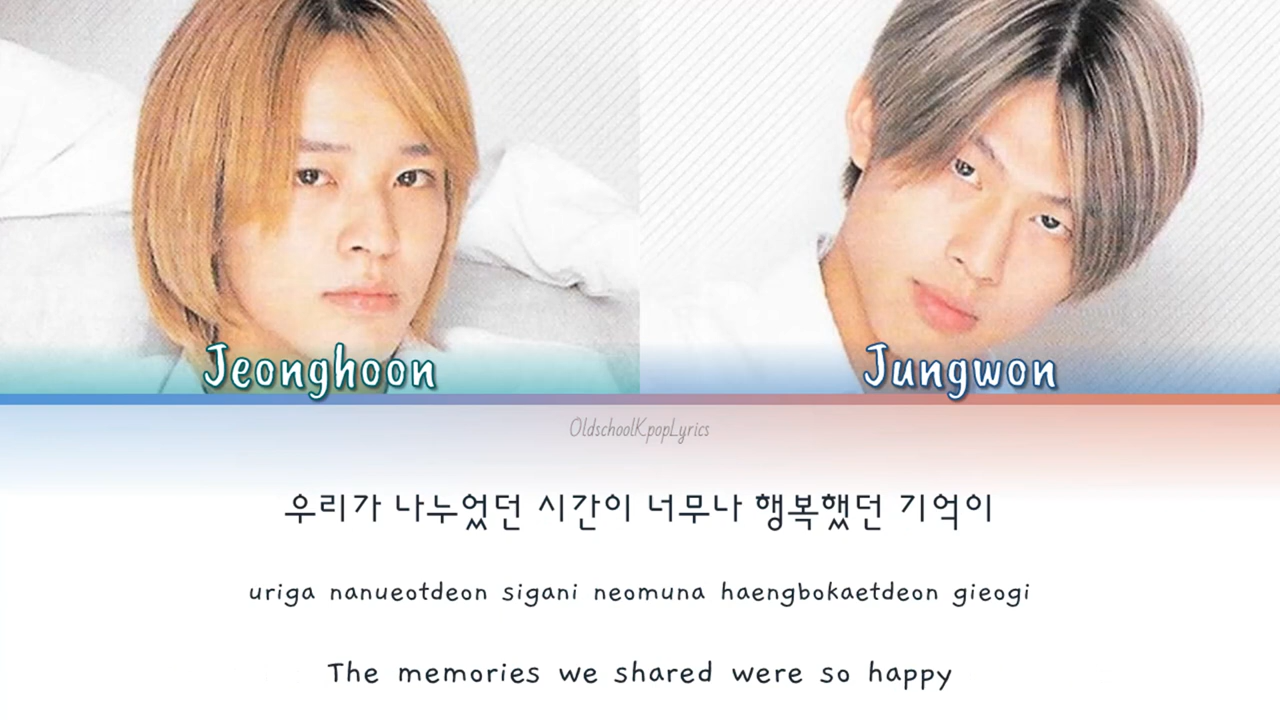 Jeonghoon
Jungwon
OldschoolKpopLyrics
우리가 나누었던 시간이 너무나 행복했던 기억이
uriga nanueotdeon sigani neomuna haengbokaetdeon gieogi
The memories we shared were so happy